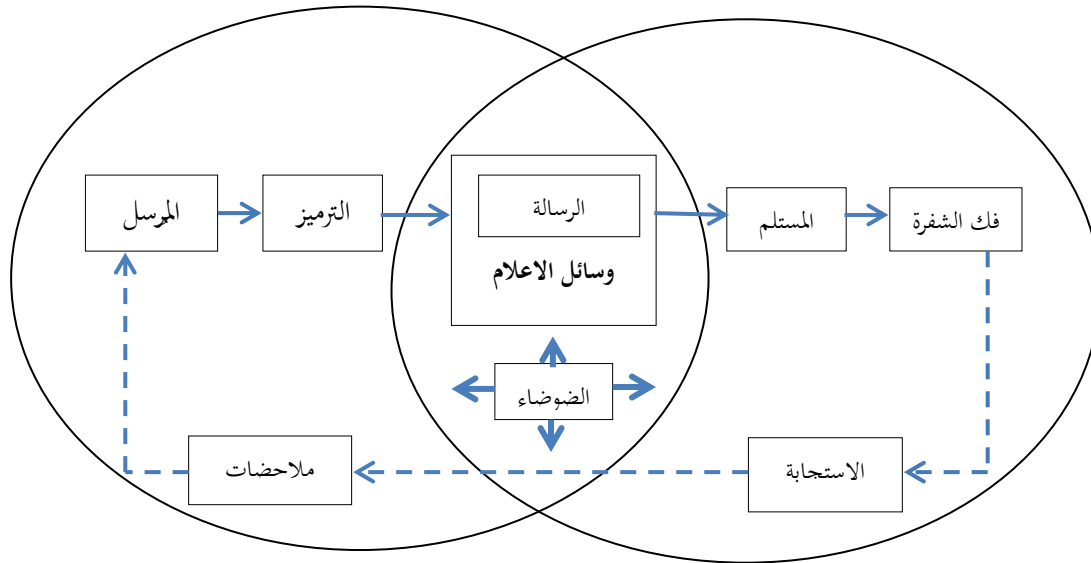 المرسل
الترميز
الرسالة
وسائل الاعلام
المستلم
فك الشفرة
الضوضاء
ملاحضات
الاستجابة